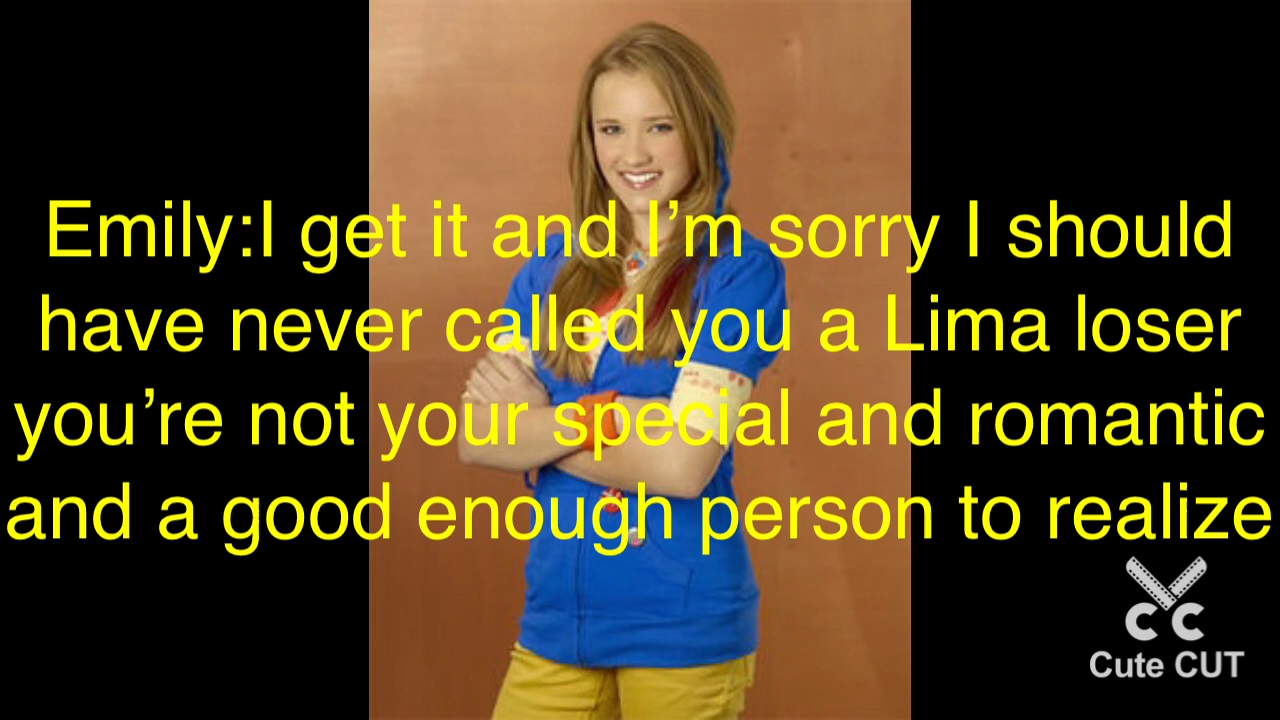 Emily:I get it and I’m sorry I should
have never called you a Lima loser
you’re not your special and romantic
and a good enough person to realize
CC
Cute CUT